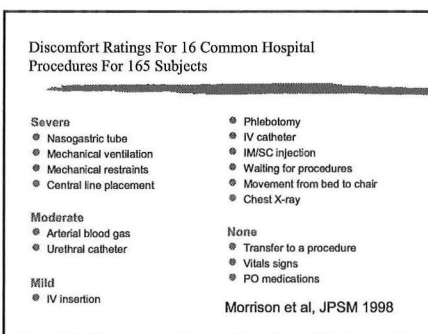 Discomfort Ratings For 16 Common Hospital
Procedures For 165 Subjects
Severe
Nasogastric tube
Mechanical ventilation
Mechanical restraints
Central line placement
Moderate
Arterial blood gas
Urethral catheter
Mild
IV insertion
Phlebotomy
IV catheter
IM/SC injection
Waiting for procedures
Movement from bed to chair
Chest X-ray
None
Transfer to a procedure
Vitals signs
PO medications
Morrison et al, JPSM 1998